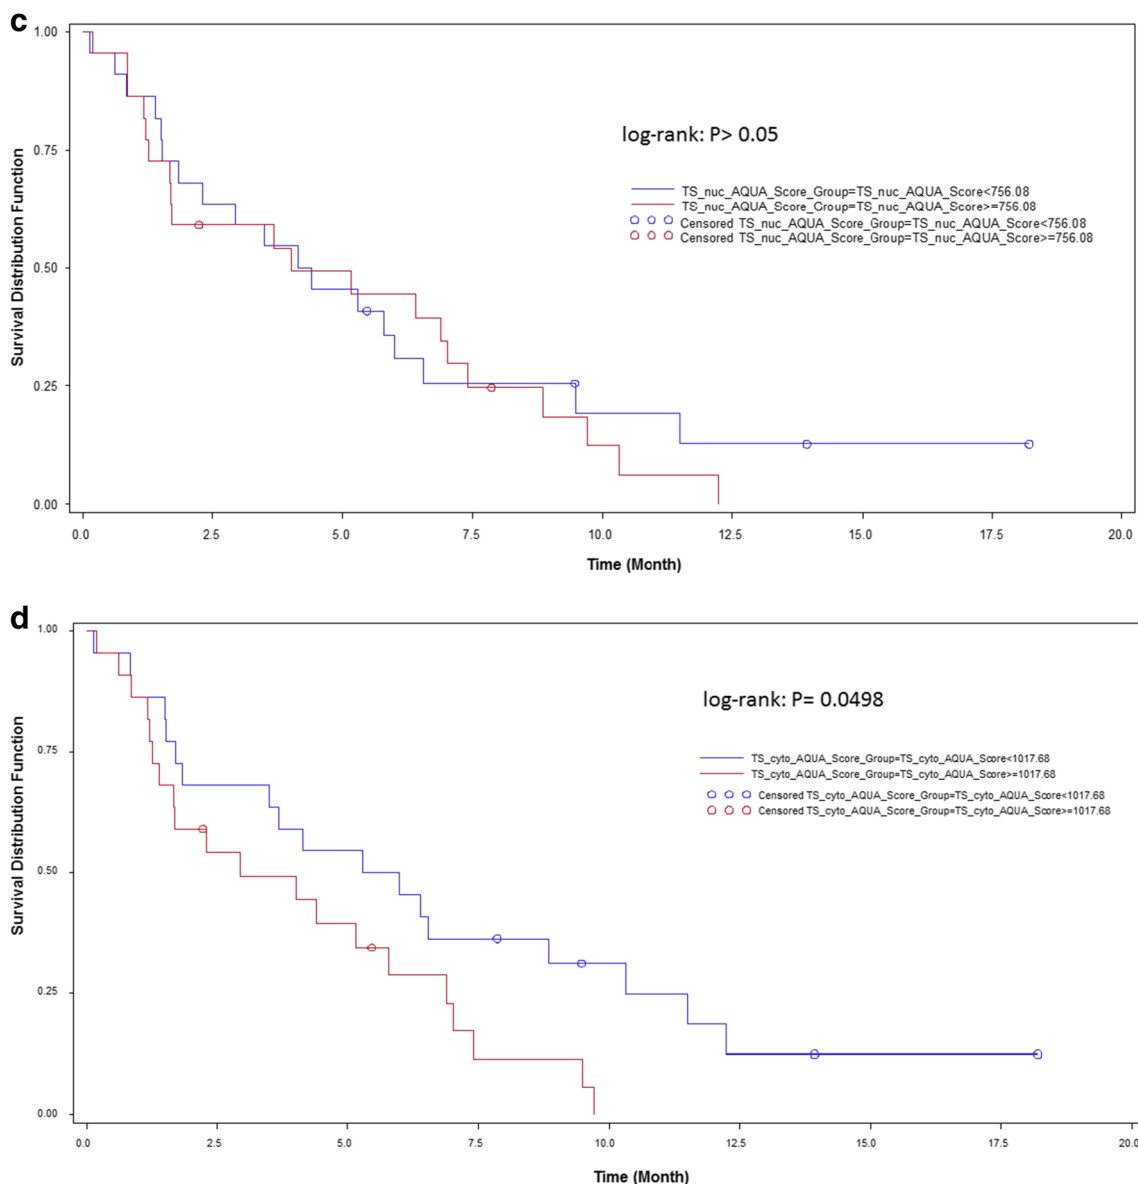 c
1.00
0.75
0.50
0.25
0.00
Survival Distribution Function
log-rank: P> 0.05
TS_nuc_AQUA_Score_Group=TS_nuc_AQUA_Score<756.08
TS_nuc_AQUA_Score_Group=TS_nuc_AQUA_Score>=756.08
Censored TS_nuc_AQUA_Score_Group=TS_nuc_AQUA_Score<756.08
Censored TS_nuc_AQUA_Score_Group=TS_nuc_AQUA_Score>=756.08
0.0 2.5 5.0 7.5 10.0 12.5 15.0 17.5 20.0
Time (Month)
d
1.00
0.75
0.50
0.25
0.00
Survival Distribution Function
log-rank: P= 0.0498
TS_cyto_AQUA_Score_Group=TS_cyto_AQUA_Score<1017.68
TS_cyto_AQUA_Score_Group=TS_cyto_AQUA_Score>=1017.68
Censored TS_cyto_AQUA_Score_Group=TS_cyto_AQUA_Score<1017.68
Censored TS_cyto_AQUA_Score_Group=TS_cyto_AQUA_Score>=1017.68
0.0 2.5 5.0 7.5 10.0 12.5 15.0 17.5 20.0
Time (Month)